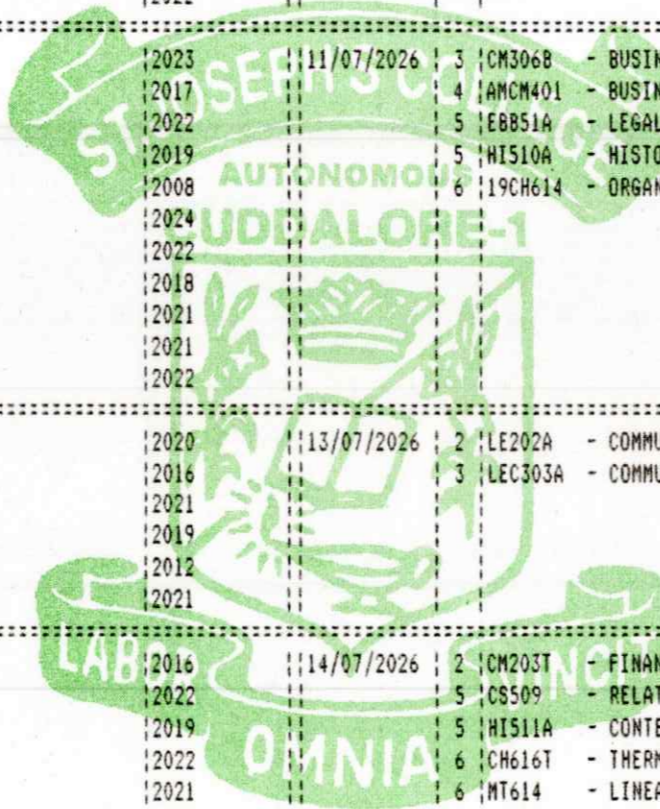 2023 11/07/2026 3 CM306B - BUSIN
2017 4 AMCM401 - BUSIN
2022 5 EBB51A - LEGAL
2019 5 HI510A - HISTO
2008 6 19CH614 - ORGAN
2024
2022
2018
2021
2021
2022
2020 13/07/2026 2 LE202A - COMMU
2016 3 LEC303A - COMMU
2021
2019
2012
2021
2016 14/07/2026 2 CM203T - FINAN
2022 5 CS509 - RELAT
2019 5 HI511A - CONTE
2022 6 CH616T - THERM
2021 6 MT614 - LINEA
ST. JOSEPH'S COLLEGE
AUTONOMOUS
CUDDALORE-1
LABOR OMNIA VINCIT